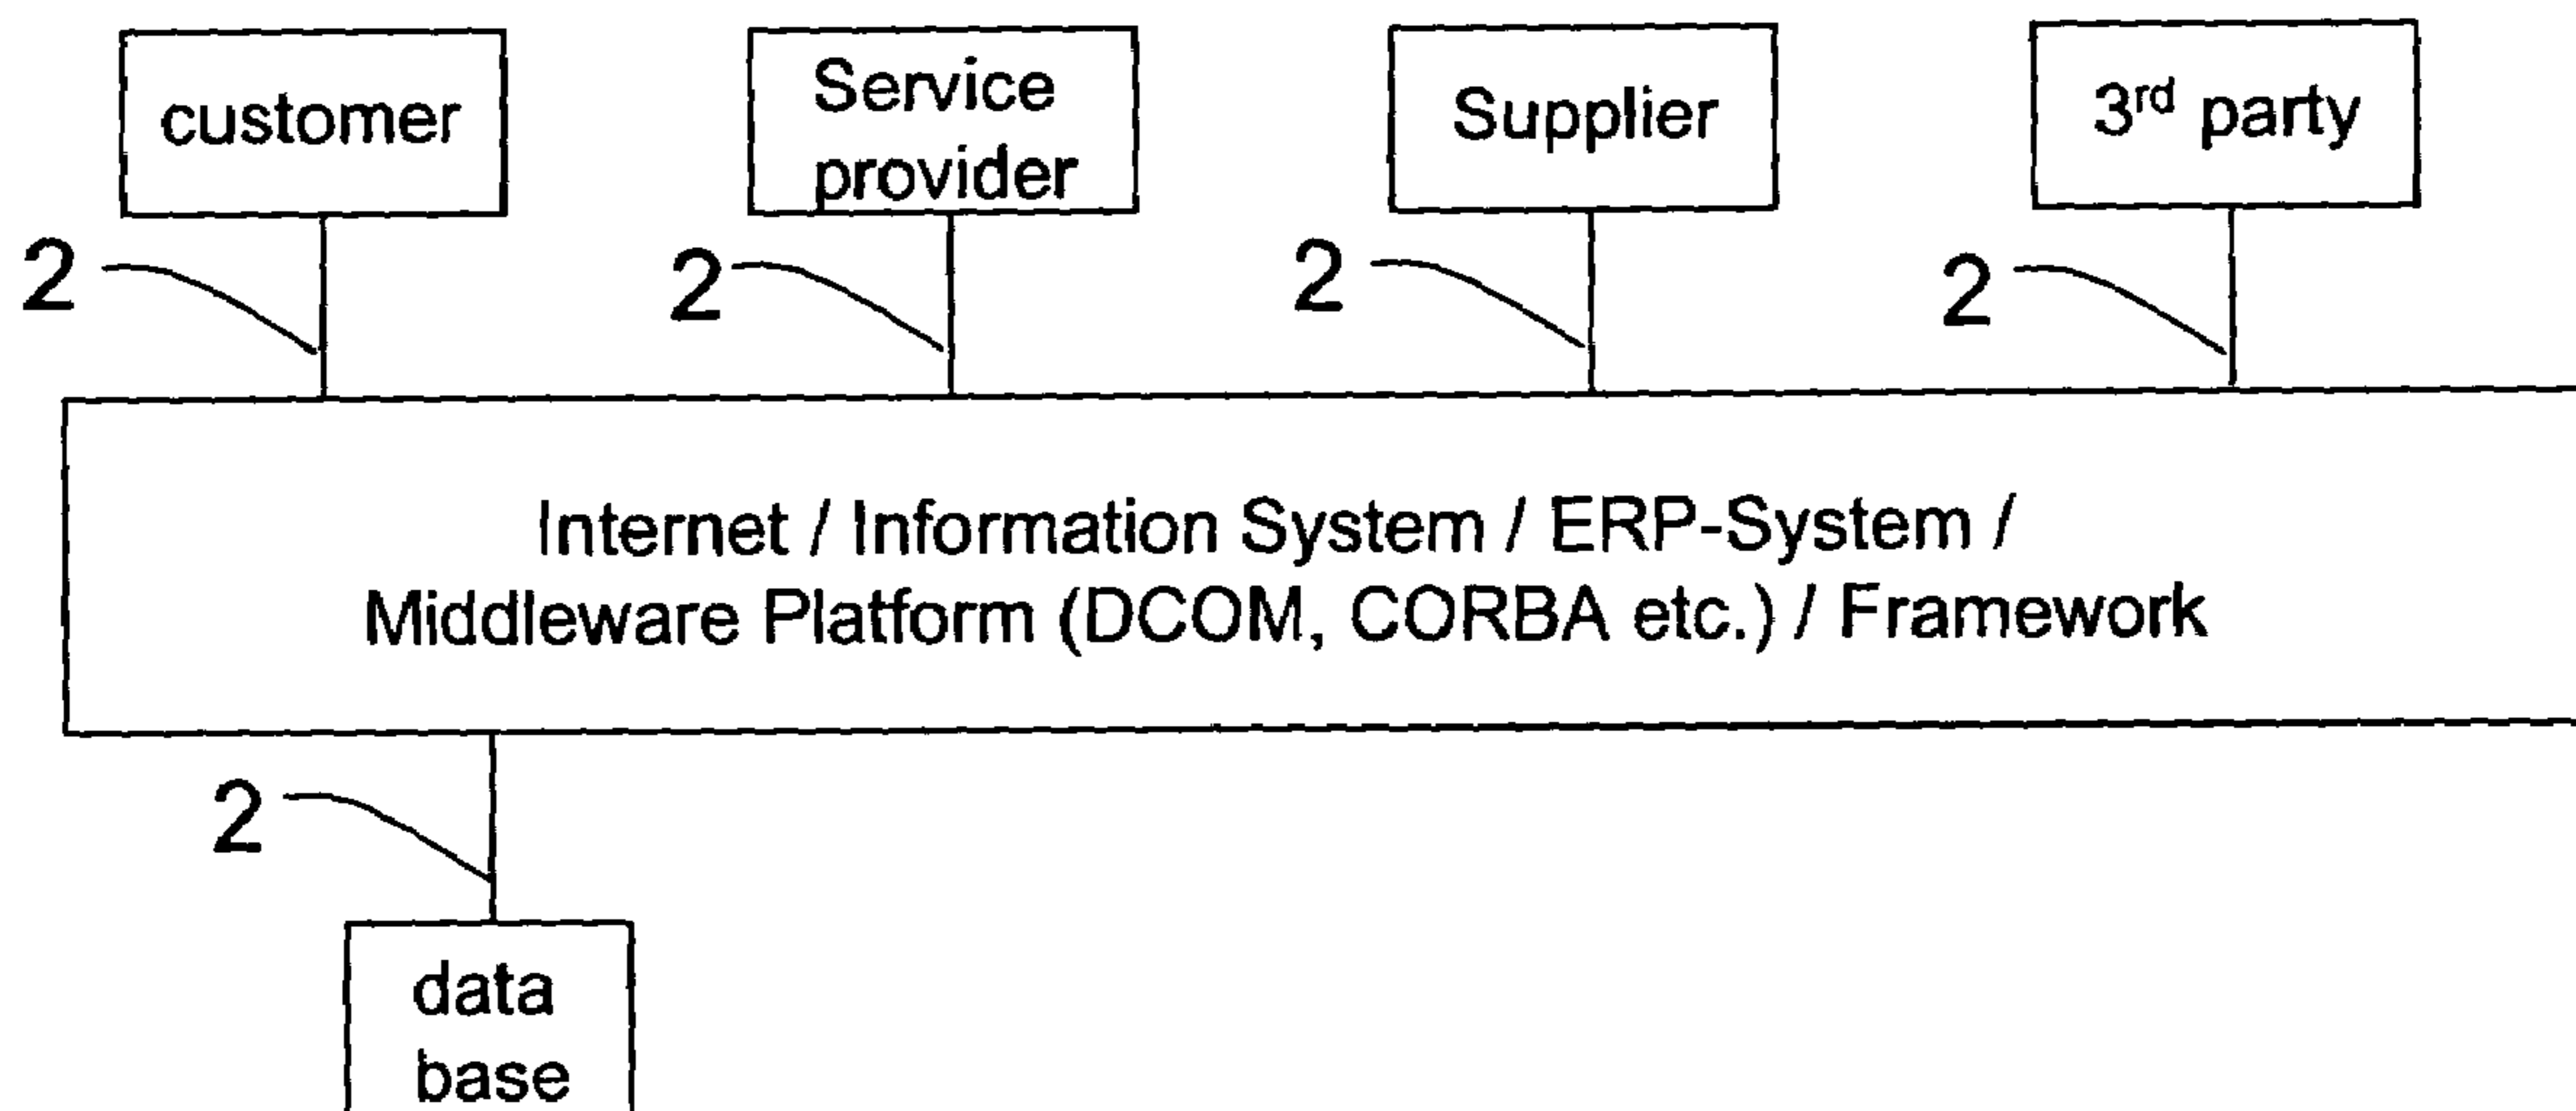 customer
Service
provider
Supplier
3rd party
2
2
2
2
Internet / Information System / ERP-System /
Middleware Platform (DCOM, CORBA etc.) / Framework
2
data
base